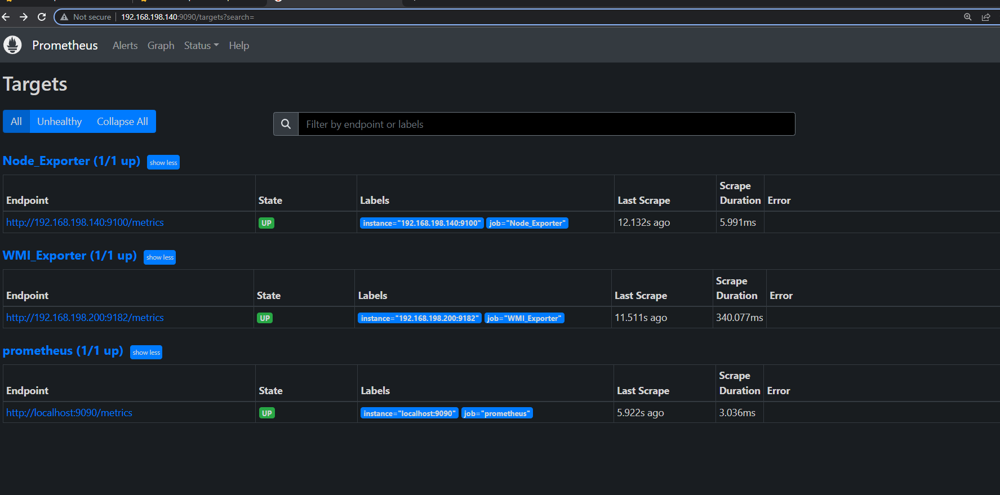 Not secure 192.168.198.140:9090/targets?search=
Prometheus Alerts Graph Status Help
Targets
All Unhealthy Collapse All
Filter by endpoint or labels
Node_Exporter (1/1 up) show less
Endpoint State Labels Last Scrape Scrape Duration Error
http://192.168.198.140:9100/metrics UP instance="192.168.198.140:9100" job="Node_Exporter" 12.132s ago 5.991ms
WMI_Exporter (1/1 up) show less
Endpoint State Labels Last Scrape Scrape Duration Error
http://192.168.198.200:9182/metrics UP instance="192.168.198.200:9182" job="WMI_Exporter" 11.511s ago 340.077ms
prometheus (1/1 up) show less
Endpoint State Labels Last Scrape Scrape Duration Error
http://localhost:9090/metrics UP instance="localhost:9090" job="prometheus" 5.922s ago 3.036ms